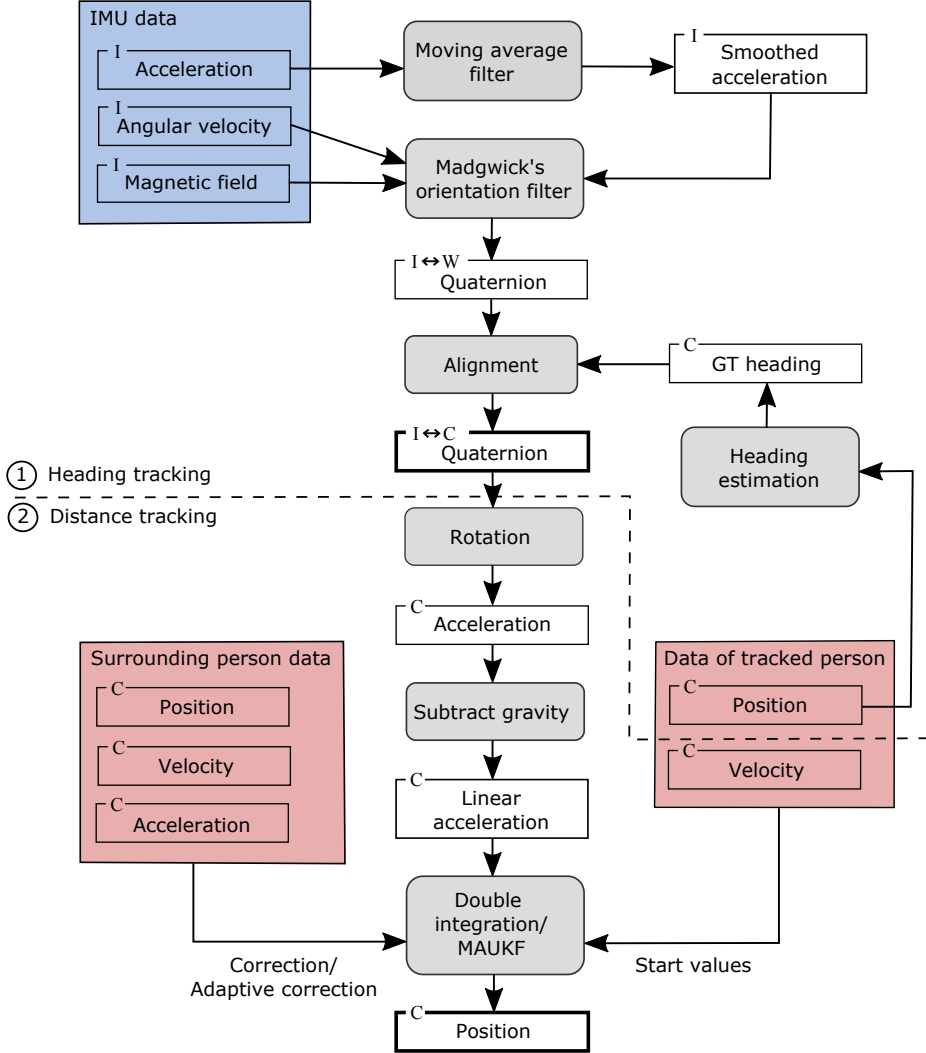 IMU data
I
Acceleration
I
Angular velocity
I
Magnetic field
Moving average
filter
I
Smoothed
acceleration
Madgwick's
orientation filter
I↔W
Quaternion
Alignment
C
GT heading
I↔C
Quaternion
Heading
estimation
1 Heading tracking
2 Distance tracking
Rotation
C
Acceleration
Surrounding person data
C
Position
C
Velocity
C
Acceleration
Subtract gravity
Data of tracked person
C
Position
C
Velocity
C
Linear
acceleration
Double
integration/
MAUKF
Correction/
Adaptive correction
Start values
C
Position